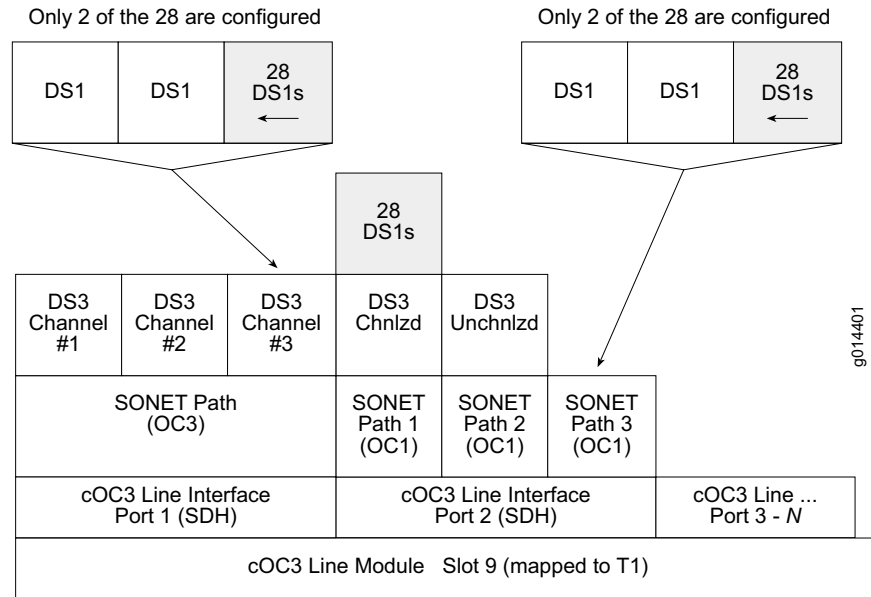 Only 2 of the 28 are configured
Only 2 of the 28 are configured
DS1
DS1
28
DS1s
DS1
DS1
28
DS1s
28
DS1s
DS3
Channel
#1
DS3
Channel
#2
DS3
Channel
#3
DS3
Chnlzd
DS3
Unchnlzd
g014401
SONET Path
(OC3)
SONET
Path 1
(OC1)
SONET
Path 2
(OC1)
SONET
Path 3
(OC1)
cOC3 Line Interface
Port 1 (SDH)
cOC3 Line Interface
Port 2 (SDH)
cOC3 Line ...
Port 3 - N
cOC3 Line Module Slot 9 (mapped to T1)